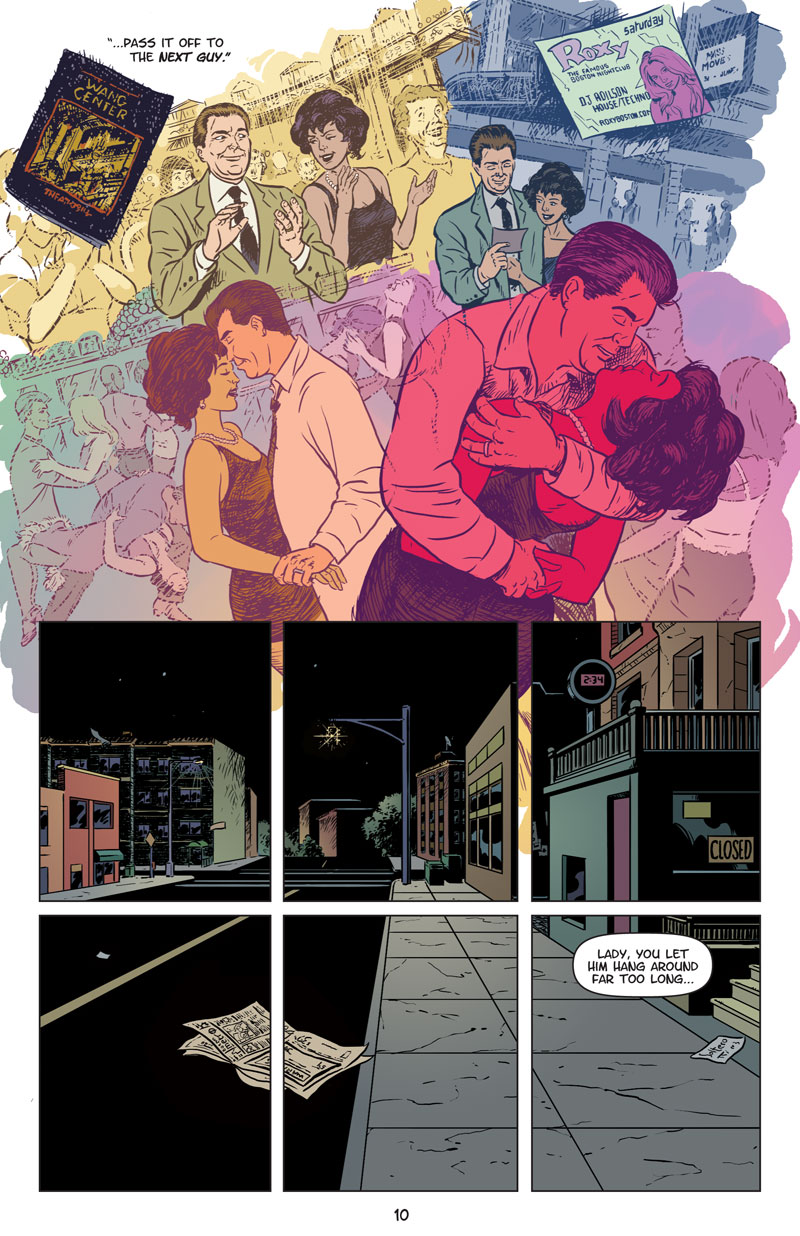 "...PASS IT OFF TO
THE NEXT GUY."
WANG
CENTER
Saturday
Roxy
THE FAMOUS
BOSTON NIGHTCLUB
DJ ADILSON
HOUSE/TECHNO
ROXYBOSTON.COM
MOVE
2:34
CLOSED
LADY, YOU LET
HIM HANG AROUND
FAR TOO LONG...
10